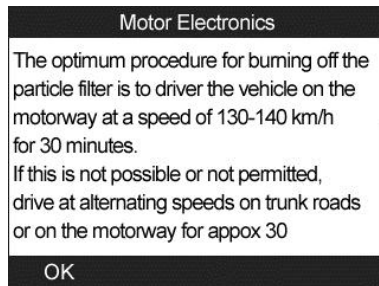 Motor Electronics
The optimum procedure for burning off the
particle filter is to driver the vehicle on the
motorway at a speed of 130-140 km/h
for 30 minutes.
If this is not possible or not permitted,
drive at alternating speeds on trunk roads
or on the motorway for appox 30
OK